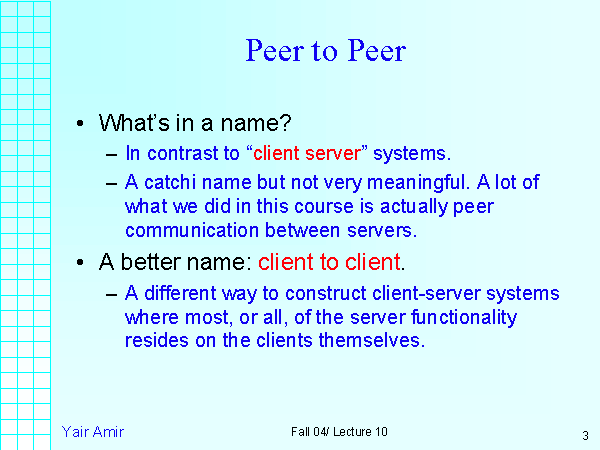 Peer to Peer
• What’s in a name?
– In contrast to “client server” systems.
– A catchi name but not very meaningful. A lot of
what we did in this course is actually peer
communication between servers.
• A better name: client to client.
– A different way to construct client-server systems
where most, or all, of the server functionality
resides on the clients themselves.
Yair Amir
Fall 04/ Lecture 10
3